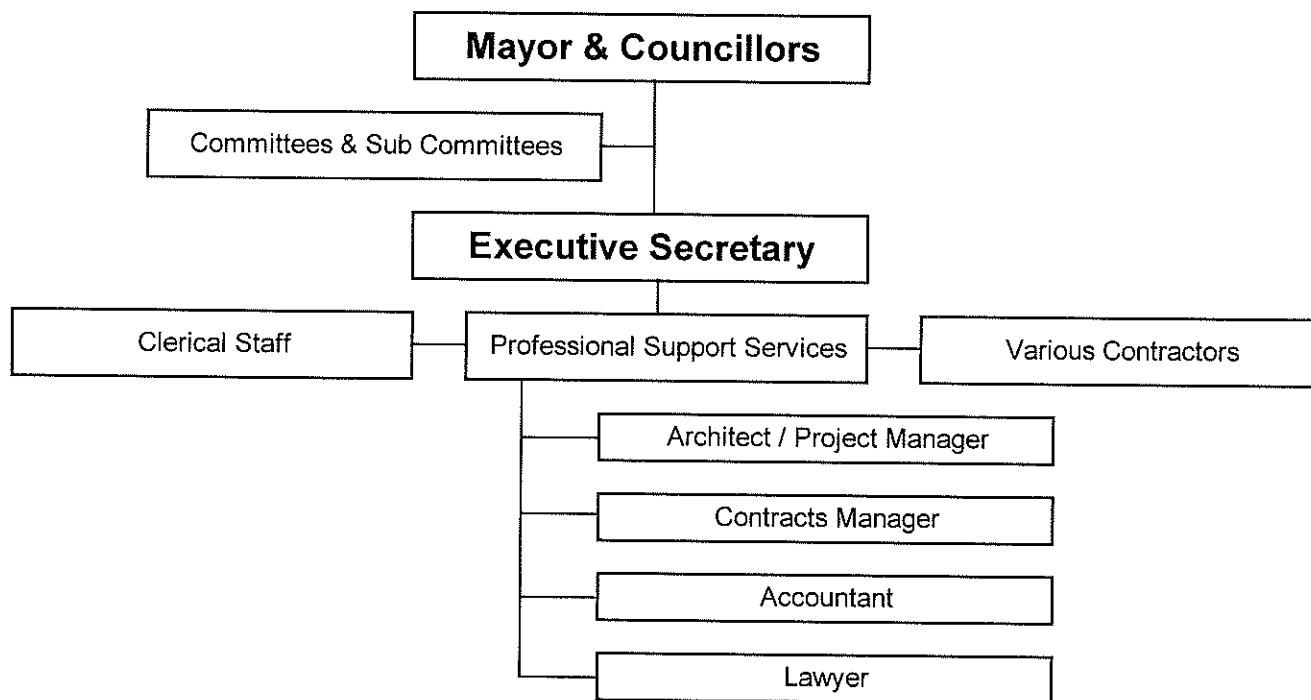 Mayor & Councillors
Committees & Sub Committees
Executive Secretary
Clerical Staff
Professional Support Services
Various Contractors
Architect / Project Manager
Contracts Manager
Accountant
Lawyer